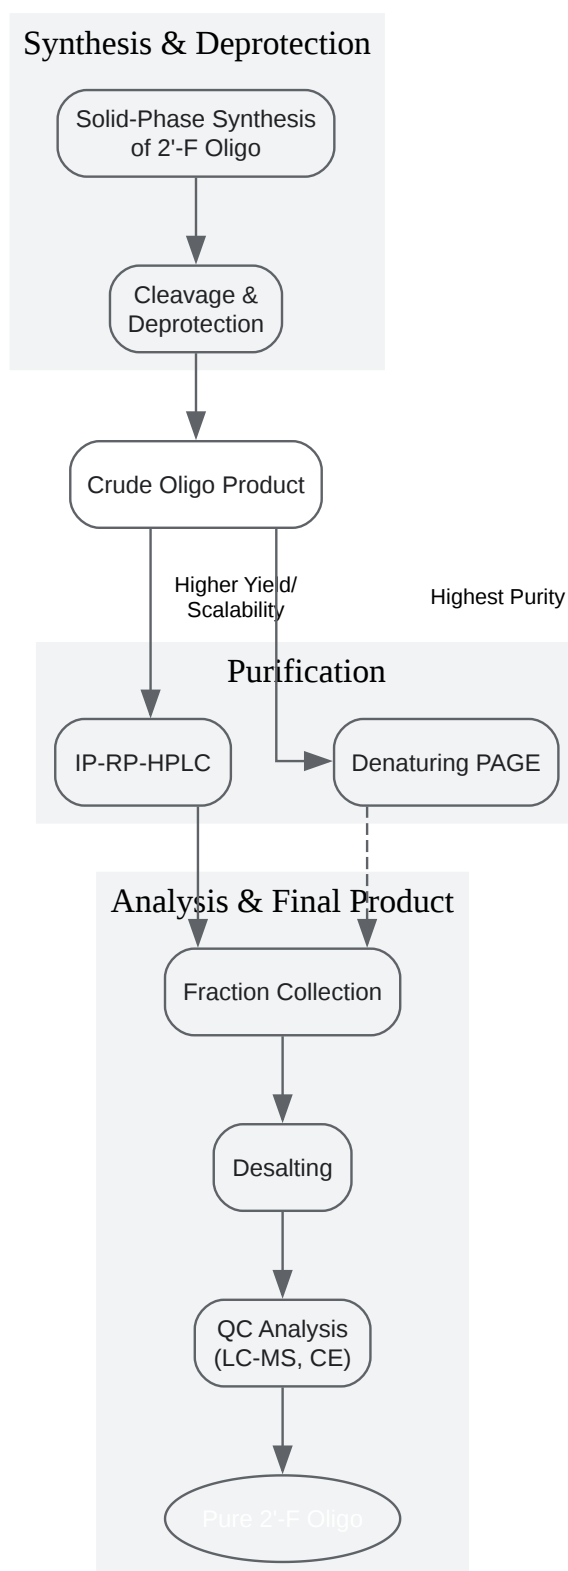 Synthesis & Deprotection
Solid-Phase Synthesis
of 2'-F Oligo
Cleavage &
Deprotection
Crude Oligo Product
Higher Yield/
Scalability
Highest Purity
Purification
IP-RP-HPLC
Denaturing PAGE
Analysis & Final Product
Fraction Collection
Desalting
QC Analysis
(LC-MS, CE)
Pure 2'-F Oligo